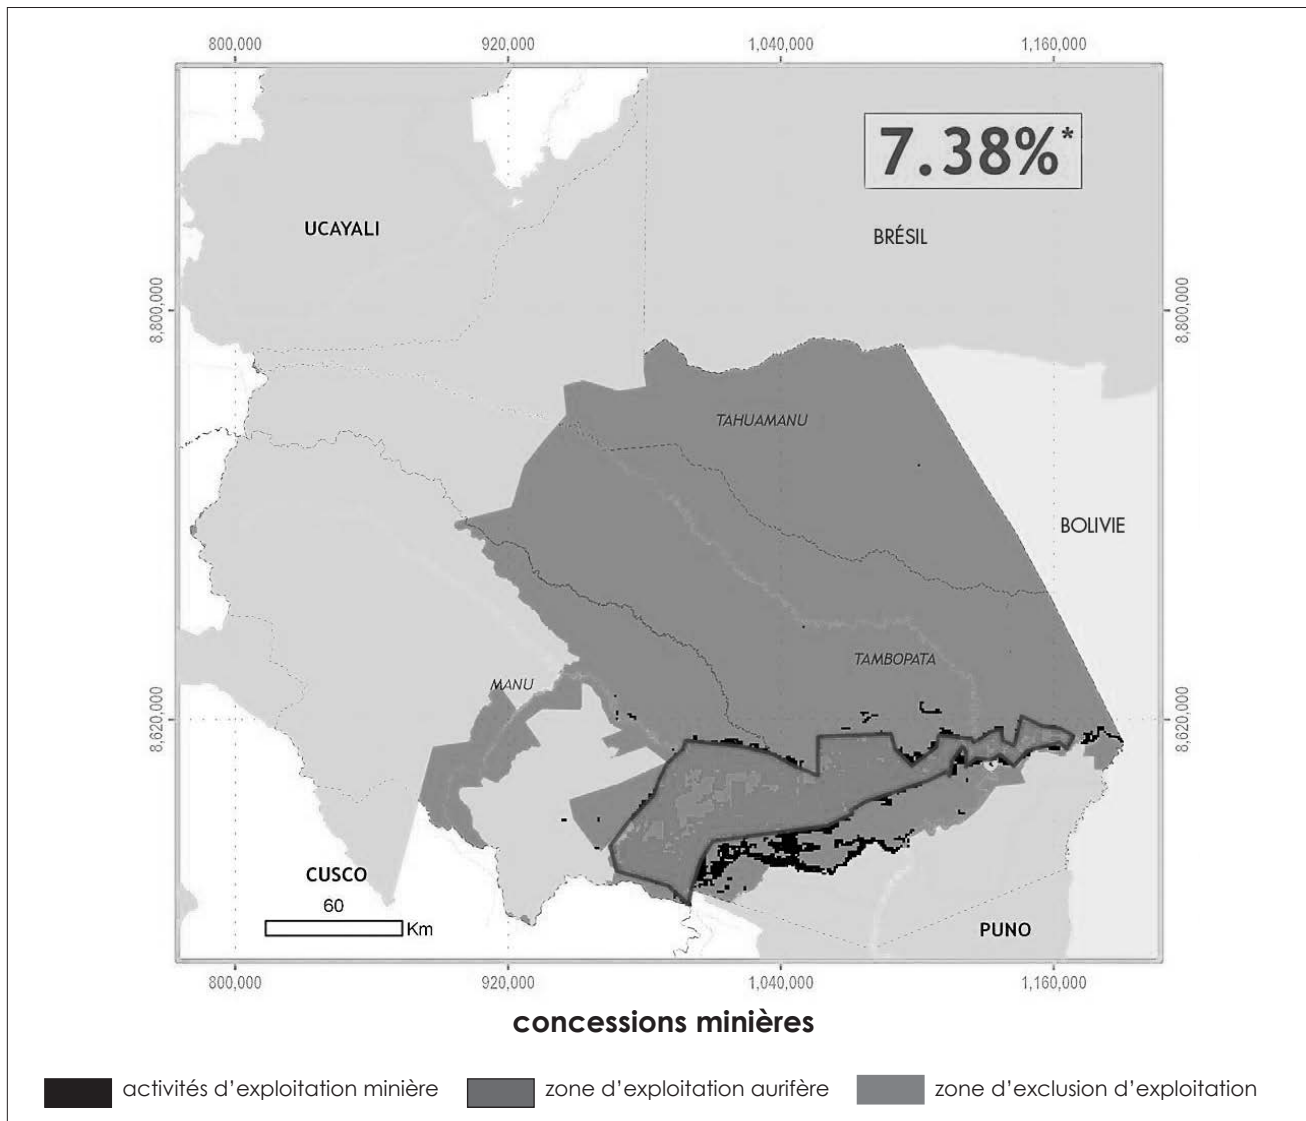 800,000 920,000 1,040,000 1,160,000
7.38%*
UCAYALI
BRÉSIL
8,800,000 8,800,000
TAHUAMANU
BOLIVIE
TAMBOPATA
MANU
8,620,000 8,620,000
CUSCO
60
Km
PUNO
800,000 920,000 1,040,000 1,160,000
concessions minières
activités d’exploitation minière zone d’exploitation aurifère zone d’exclusion d’exploitation